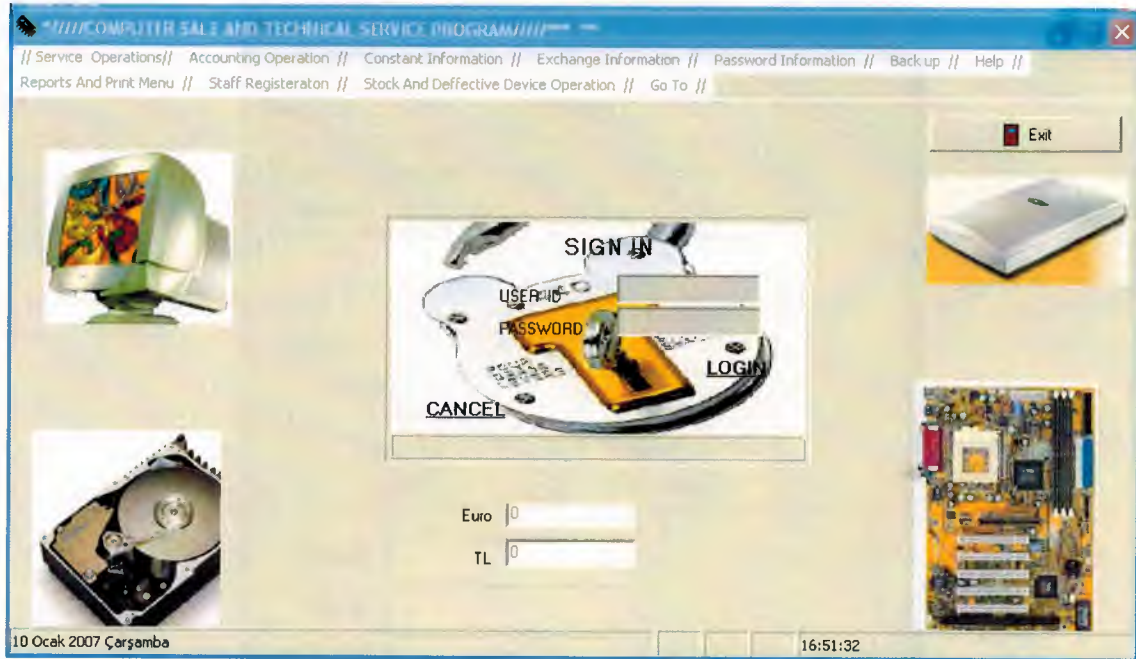 */////COMPUTER SALE AND TECHNICAL SERVICE PROGRAM/////***
// Service Operations// Accounting Operation // Constant Information // Exchange Information // Password Information // Back up // Help //
Reports And Print Menu // Staff Registeraton // Stock And Deffective Device Operation // Go To //
Exit
SIGN IN
USER ID
PASSWORD
LOGIN
CANCEL
Euro 0
TL 0
10 Ocak 2007 Çarşamba 16:51:32